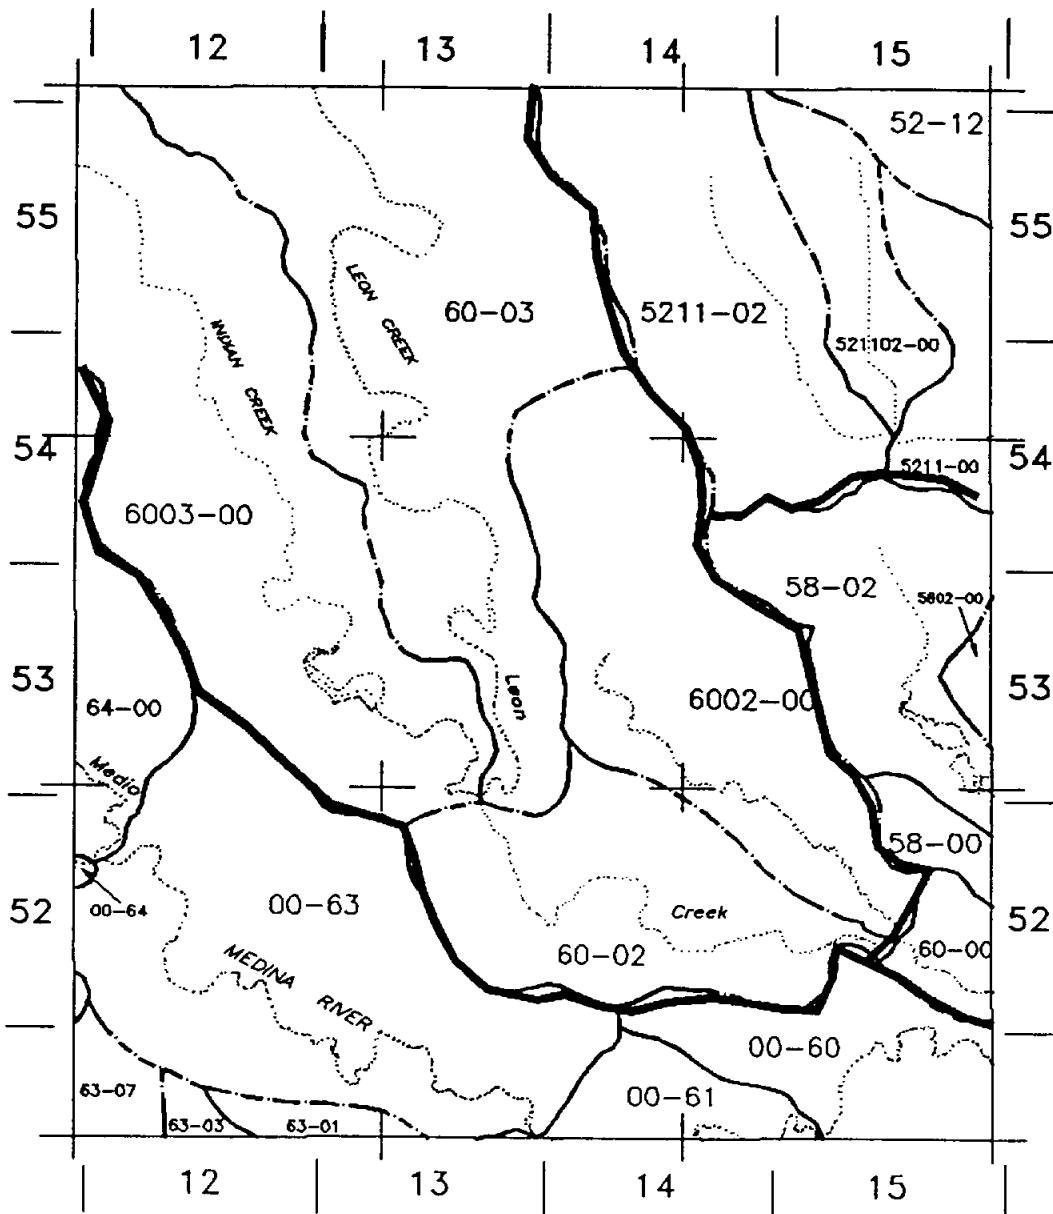 12 13 14 15
52-12
55 55
LEON CREEK
60-03 5211-02
INDIAN CREEK
521102-00
54 54
5211-00
6003-00
58-02
5802-00
53 53
Leon
6002-00
64-00
Medio
58-00
00-64
00-63
52 52
Creek
60-02
60-00
MEDINA RIVER
00-60
63-07
00-61
63-03 63-01
12 13 14 15